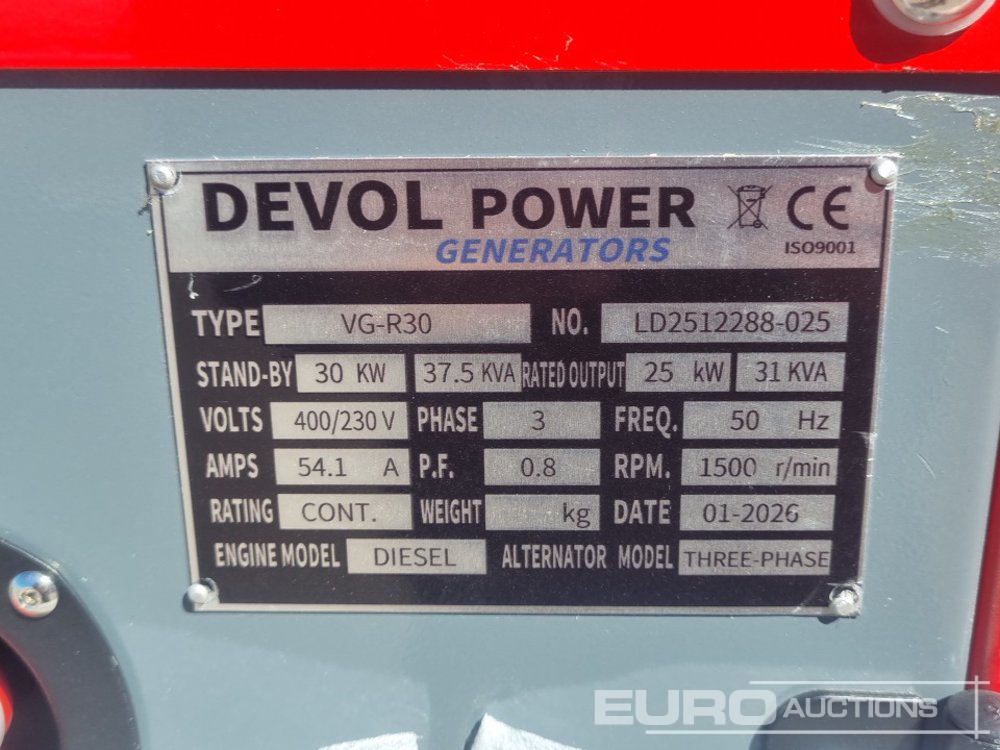 DEVOL POWER CE
GENERATORS ISO9001
TYPE VG-R30 NO. LD2512288-025
STAND-BY 30 KW 37.5 KVA RATED OUTPUT 25 kW 31 KVA
VOLTS 400/230 V PHASE 3 FREQ. 50 Hz
AMPS 54.1 A P.F. 0.8 RPM. 1500 r/min
RATING CONT. WEIGHT kg DATE 01-2026
ENGINE MODEL DIESEL ALTERNATOR MODEL THREE-PHASE
EURO AUCTIONS